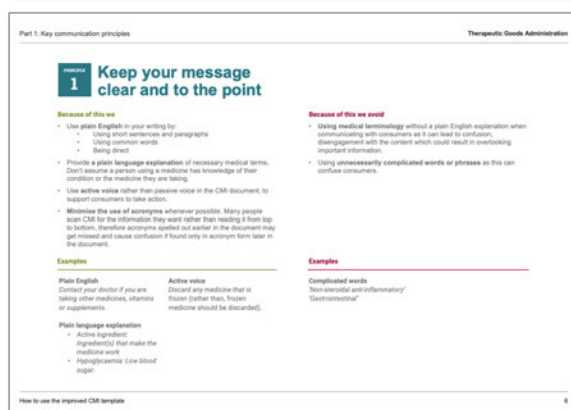 Part 1: Key communication principles
Therapeutic Goods Administration
PRINCIPLE
1
Keep your message
clear and to the point
Because of this we
• Use plain English in your writing by:
• Using short sentences and paragraphs
• Using common words
• Being direct
• Provide a plain language explanation of necessary medical terms.
Don't assume a person using a medicine has knowledge of their
condition or the medicine they are taking.
• Use active voice rather than passive voice in the CMI document, to
support consumers to take action.
• Minimise the use of acronyms whenever possible. Many people
scan CMI for the information they want rather than reading it from top
to bottom, therefore acronyms spelled out earlier in the document may
get missed and cause confusion if found only in acronym form later in
the document.
Because of this we avoid
• Using medical terminology without a plain English explanation when
communicating with consumers as it can lead to confusion,
disengagement with the content which could result in overlooking
important information.
• Using unnecessarily complicated words or phrases as this can
confuse consumers.
Examples
Plain English
Contact your doctor if you are
taking other medicines, vitamins
or supplements.
Plain language explanation
• Active ingredient:
Ingredient(s) that make the
medicine work
• Hypoglycaemia: Low blood
sugar.
Active voice
Discard any medicine that is
frozen (rather than, frozen
medicine should be discarded).
Examples
Complicated words
'Non-steroidal anti-inflammatory'
'Gastrointestinal'
How to use the improved CMI template
6